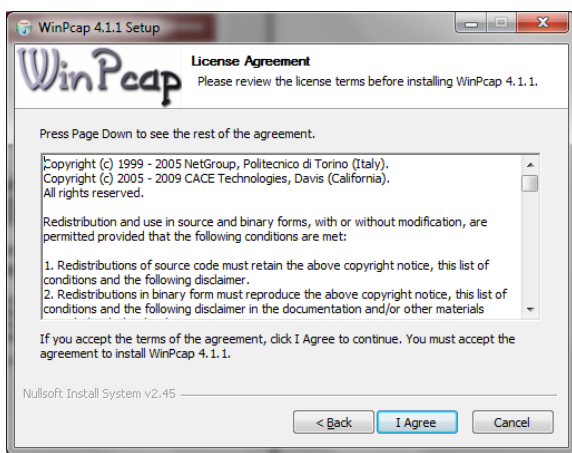 WinPcap 4.1.1 Setup
WinPcap
License Agreement
Please review the license terms before installing WinPcap 4.1.1.
Press Page Down to see the rest of the agreement.
Copyright (c) 1999 - 2005 NetGroup, Politecnico di Torino (Italy).
Copyright (c) 2005 - 2009 CACE Technologies, Davis (California).
All rights reserved.
Redistribution and use in source and binary forms, with or without modification, are
permitted provided that the following conditions are met:
1. Redistributions of source code must retain the above copyright notice, this list of
conditions and the following disclaimer.
2. Redistributions in binary form must reproduce the above copyright notice, this list of
conditions and the following disclaimer in the documentation and/or other materials
If you accept the terms of the agreement, click I Agree to continue. You must accept the
agreement to install WinPcap 4.1.1.
Nullsoft Install System v2.45
< Back
I Agree
Cancel